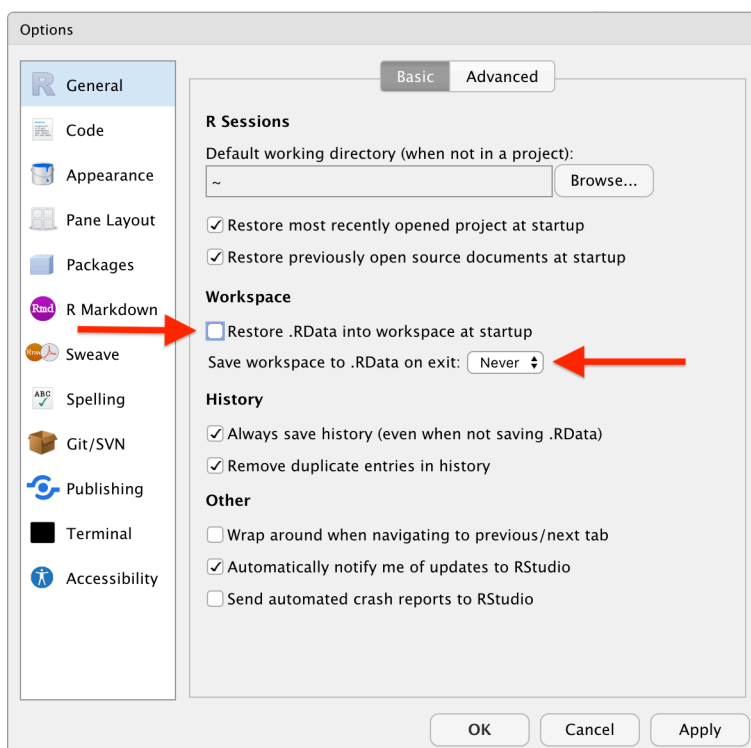 Options
General
Code
Appearance
Pane Layout
Packages
Rmd R Markdown
Rnw Sweave
ABC Spelling
Git/SVN
Publishing
Terminal
Accessibility
Basic Advanced
R Sessions
Default working directory (when not in a project):
~ Browse...
Restore most recently opened project at startup
Restore previously open source documents at startup
Workspace
Restore .RData into workspace at startup
Save workspace to .RData on exit: Never
History
Always save history (even when not saving .RData)
Remove duplicate entries in history
Other
Wrap around when navigating to previous/next tab
Automatically notify me of updates to RStudio
Send automated crash reports to RStudio
OK Cancel Apply